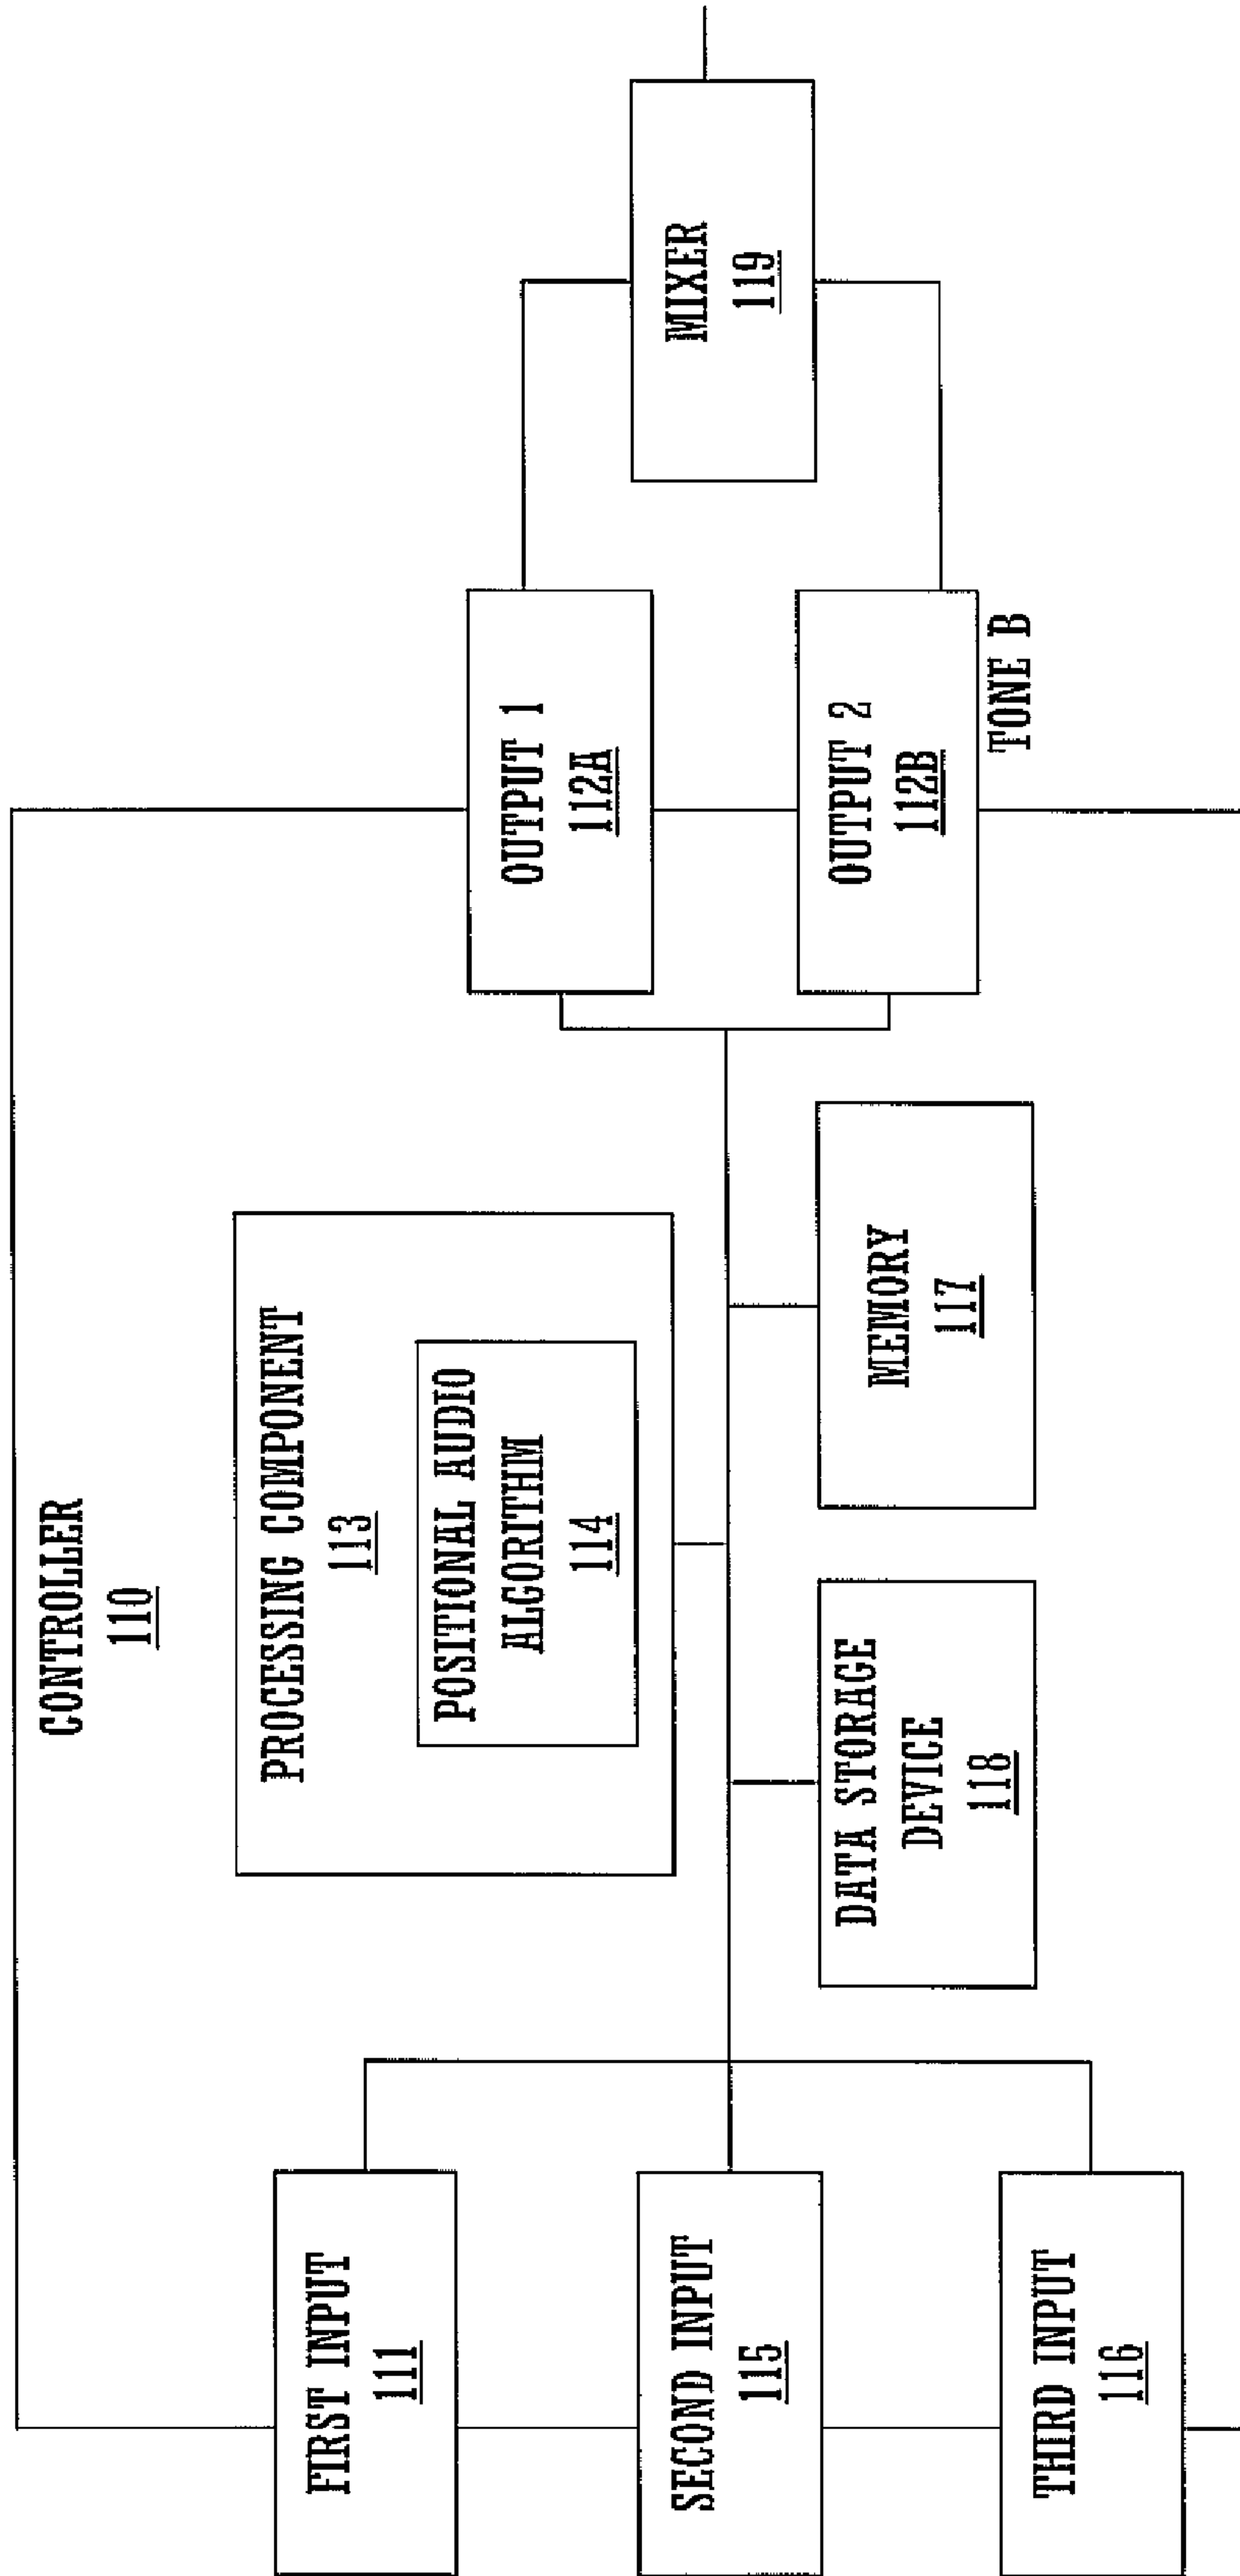 CONTROLLER
110
PROCESSING COMPONENT
113
POSITIONAL AUDIO
ALGORITHM
114
FIRST INPUT
111
SECOND INPUT
115
THIRD INPUT
116
DATA STORAGE
DEVICE
118
MEMORY
117
OUTPUT 1
112A
OUTPUT 2
112B
TONE B
MIXER
119